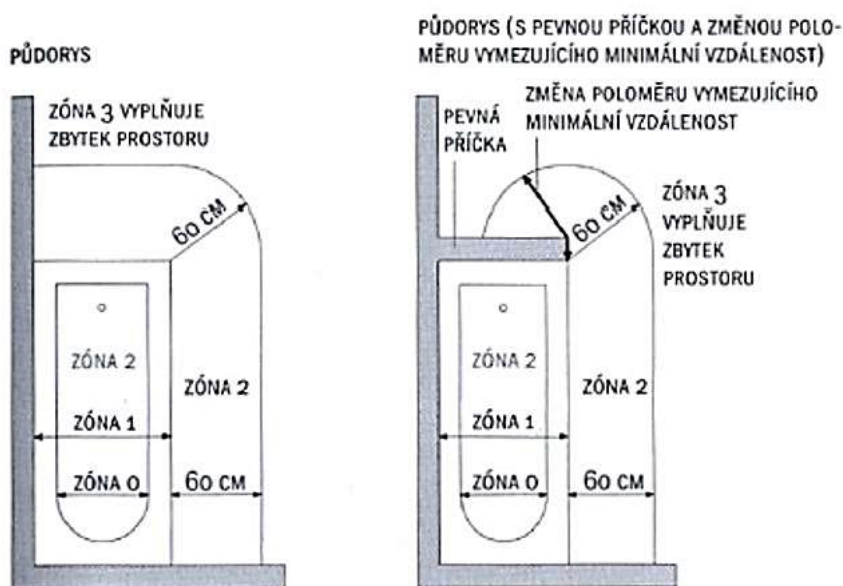 PŮDORYS
ZÓNA 3 VYPLŇUJE
ZBYTEK PROSTORU
60 CM
ZÓNA 2
ZÓNA 2
ZÓNA 1
ZÓNA 0
60 CM
PŮDORYS (S PEVNOU PŘÍČKOU A ZMĚNOU POLO-
MĚRU VYMEZUJÍCÍHO MINIMÁLNÍ VZDÁLENOST)
ZMĚNA POLOMĚRU VYMEZUJÍCÍHO
MINIMÁLNÍ VZDÁLENOST
PEVNÁ
PŘÍČKA
60 CM
ZÓNA 3
VYPLŇUJE
ZBYTEK
PROSTORU
ZÓNA 2
ZÓNA 2
ZÓNA 1
ZÓNA 0
60 CM